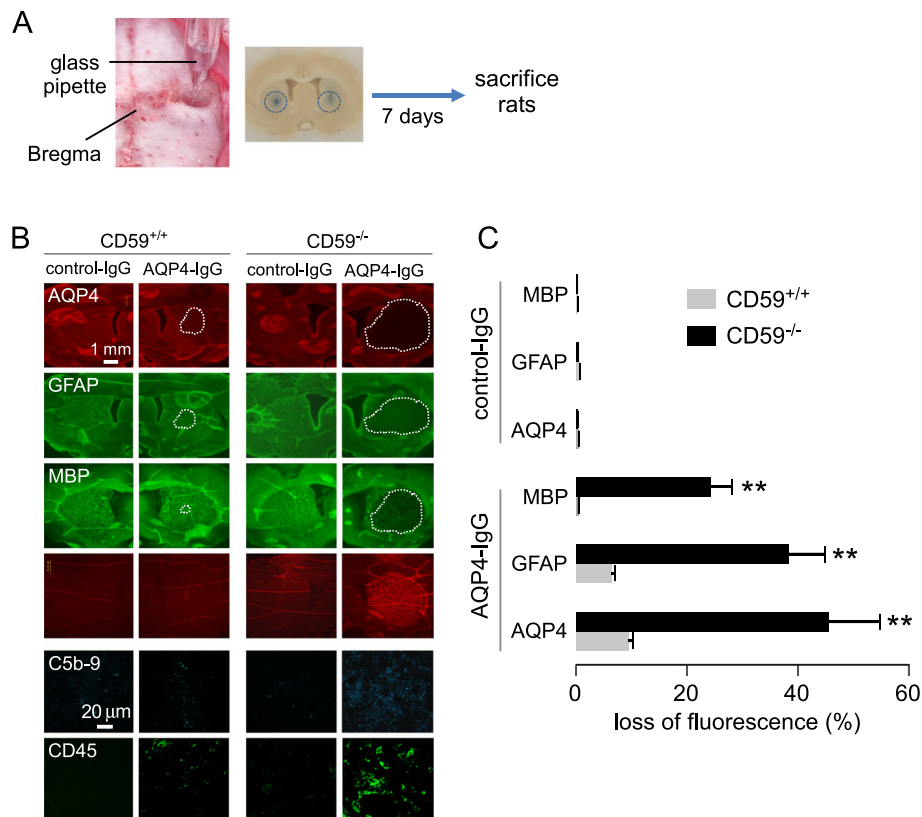 A
glass
pipette
Bregma
7 days
sacrifice
rats
B
CD59+/+
CD59-/-
control-IgG
AQP4-IgG
control-IgG
AQP4-IgG
AQP4
1 mm
GFAP
MBP
C5b-9
20 μm
CD45
C
control-IgG
MBP
GFAP
AQP4
CD59+/+
CD59-/-
AQP4-IgG
MBP
**
GFAP
**
AQP4
**
0
20
40
60
loss of fluorescence (%)